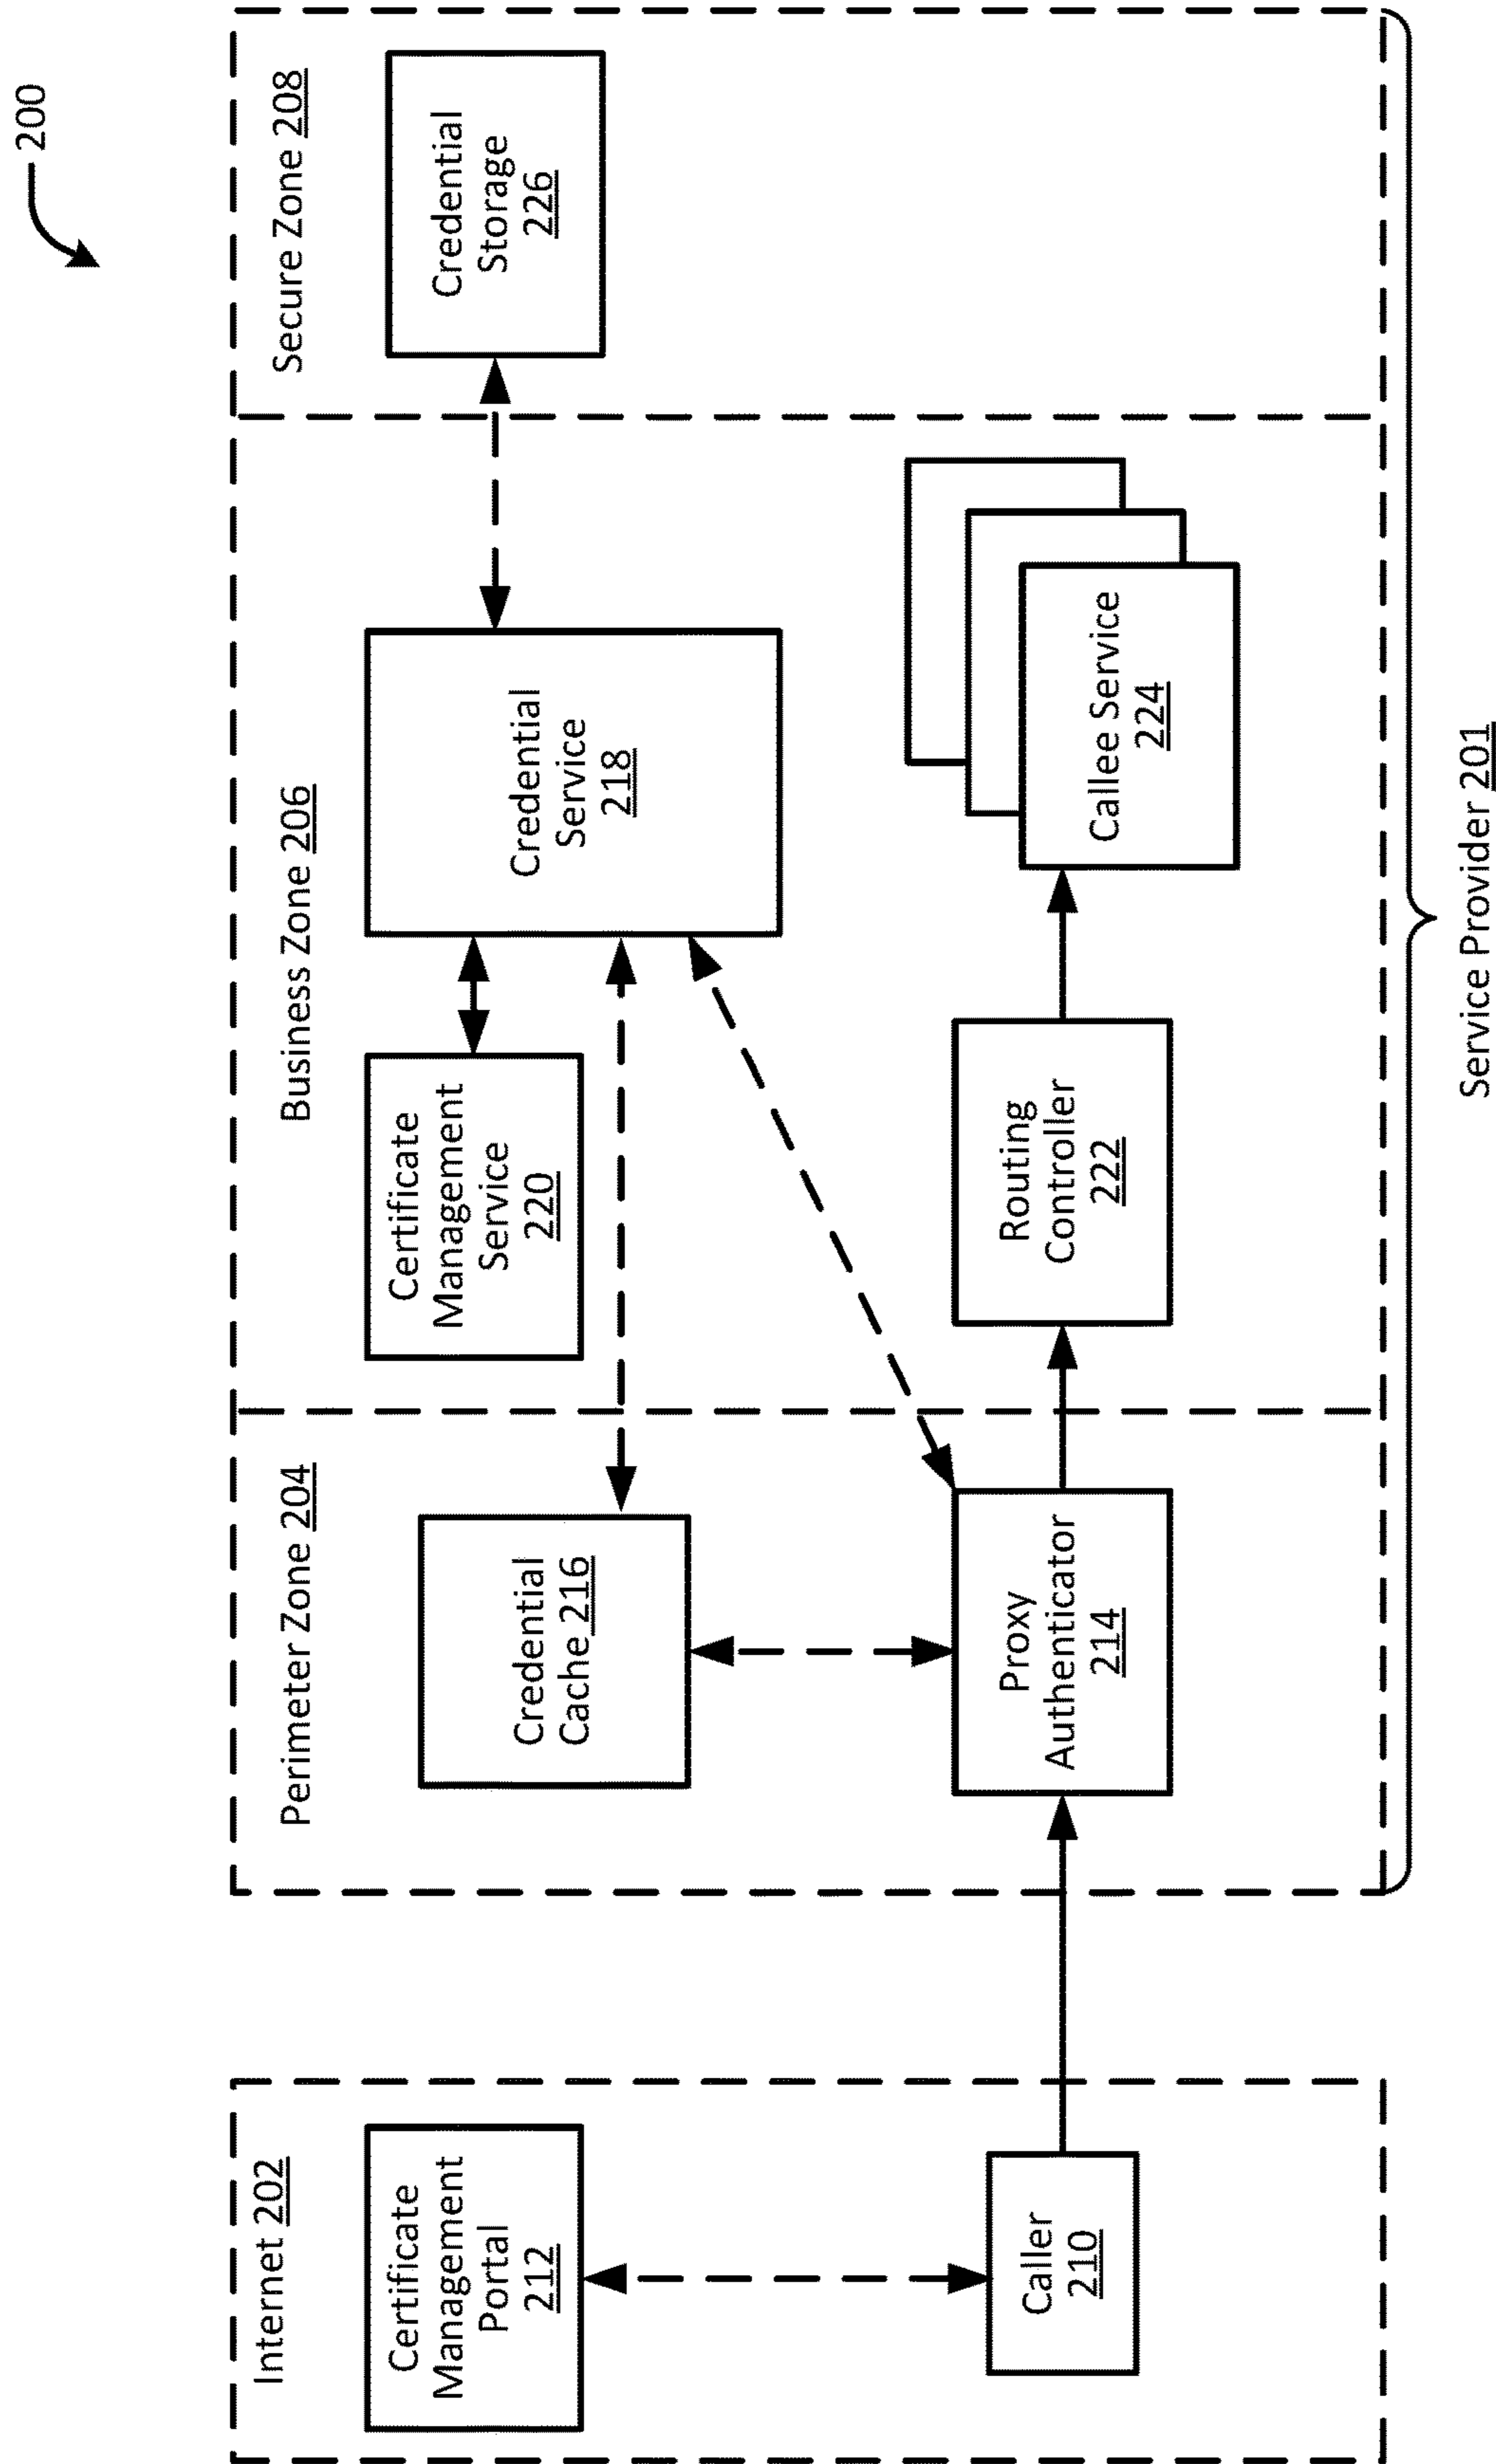 200
Internet 202
Certificate
Management
Portal
212
Caller
210
Perimeter Zone 204
Credential
Cache 216
Proxy
Authenticator
214
Business Zone 206
Certificate
Management
Service
220
Credential
Service
218
Routing
Controller
222
Callee Service
224
Secure Zone 208
Credential
Storage
226
Service Provider 201